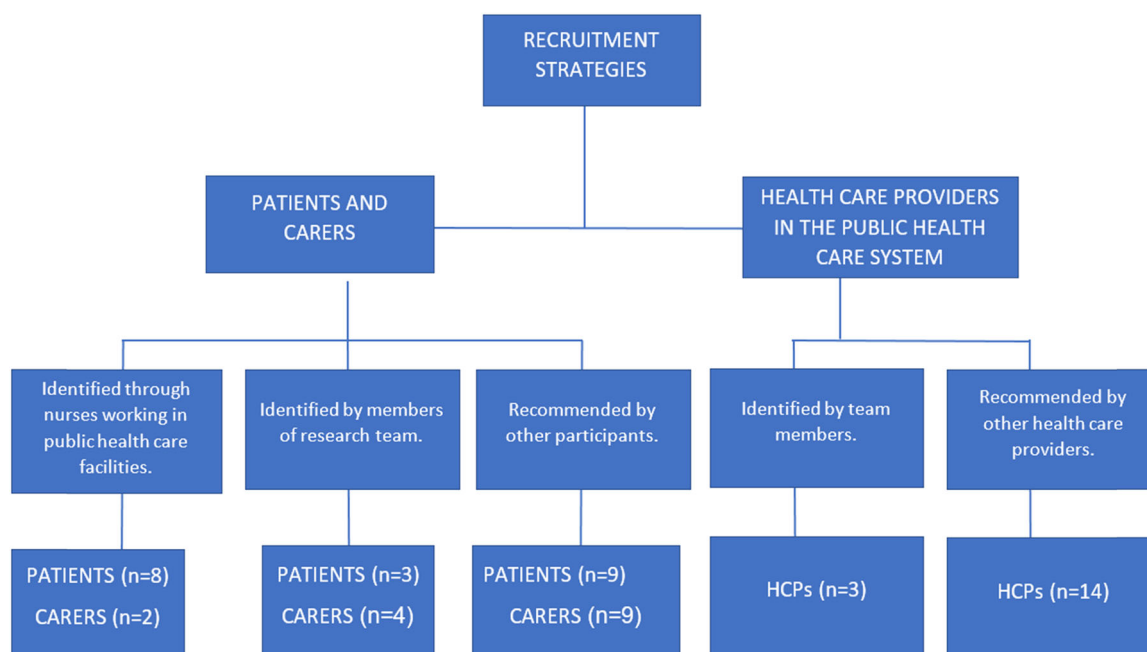 RECRUITMENT
STRATEGIES
PATIENTS AND
CARERS
HEALTH CARE PROVIDERS
IN THE PUBLIC HEALTH
CARE SYSTEM
Identified through
nurses working in
public health care
facilities.
Identified by members
of research team.
Recommended by
other participants.
Identified by team
members.
Recommended by
other health care
providers.
PATIENTS (n=8)
CARERS (n=2)
PATIENTS (n=3)
CARERS (n=4)
PATIENTS (n=9)
CARERS (n=9)
HCPs (n=3)
HCPs (n=14)